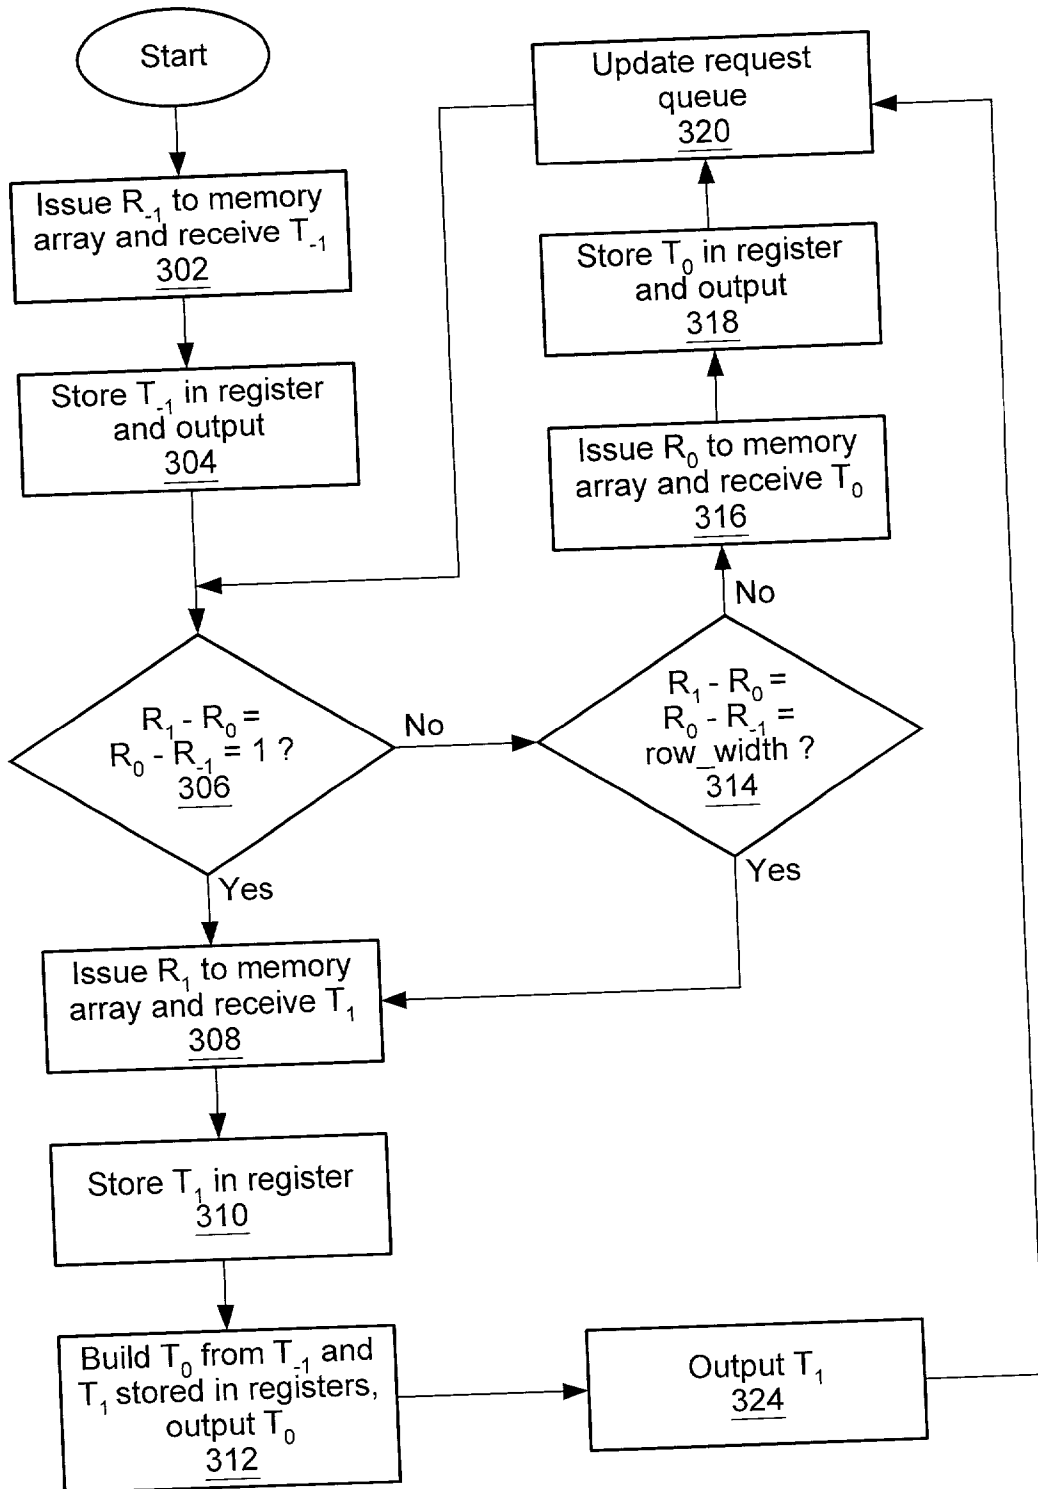 Start
Issue R-1 to memory
array and receive T-1
302
Store T-1 in register
and output
304
R1 - R0 =
R0 - R-1 = 1 ?
306
Yes
No
Issue R1 to memory
array and receive T1
308
Store T1 in register
310
Build T0 from T-1 and
T1 stored in registers,
output T0
312
Output T1
324
R1 - R0 =
R0 - R-1 =
row_width ?
314
Yes
No
Issue R0 to memory
array and receive T0
316
Store T0 in register
and output
318
Update request
queue
320